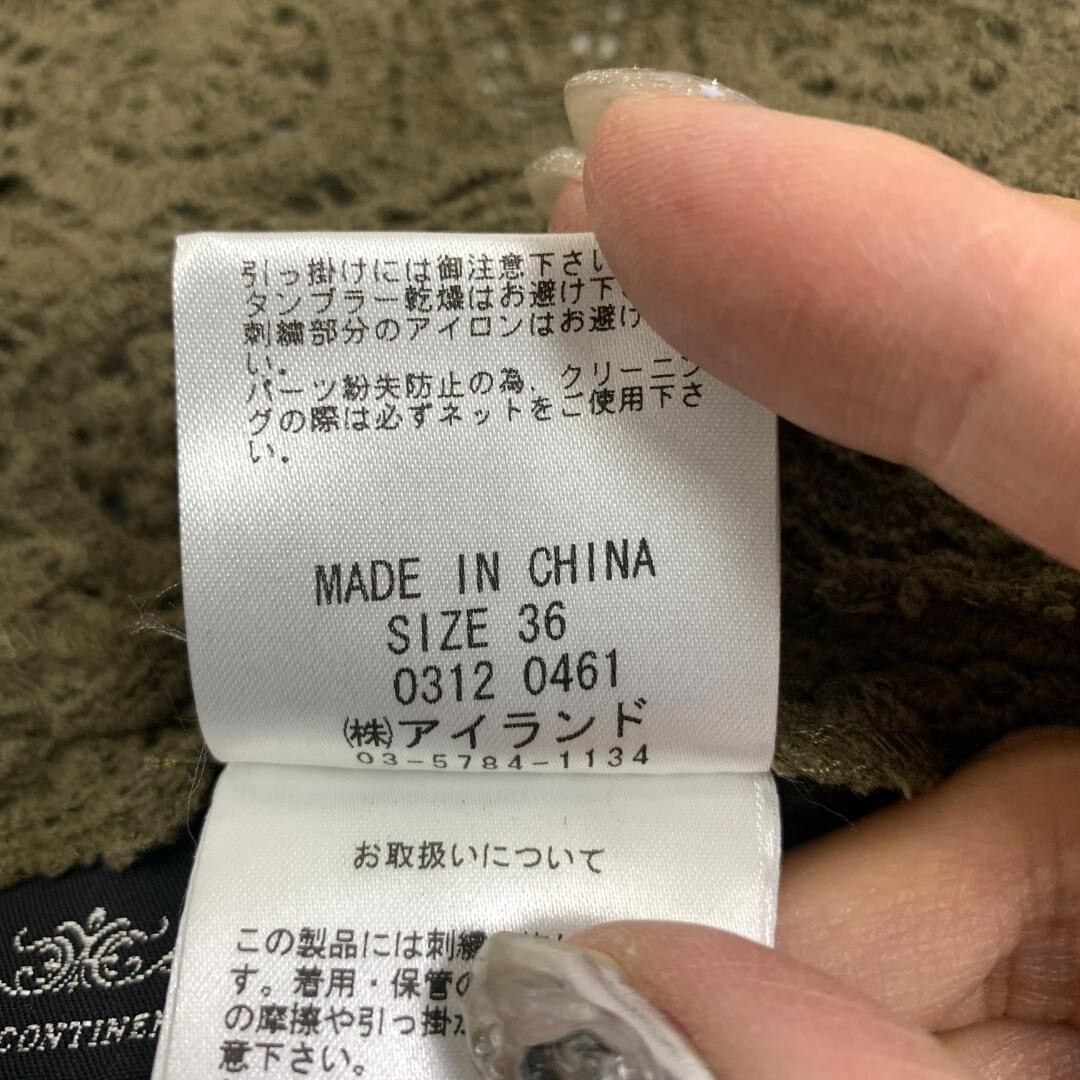 引っ掛けには御注意下さい
タンブラー乾燥はお避け下
刺繍部分のアイロンはお避け
い。
パーツ紛失防止の為、クリーニン
グの際は必ずネットをご使用下さ
い。
MADE IN CHINA
SIZE 36
0312 0461
㈱アイランド
03-5784-1134
お取扱いについて
この製品には刺繍
す。着用・保管の
の摩擦や引っ掛か
意下さい。